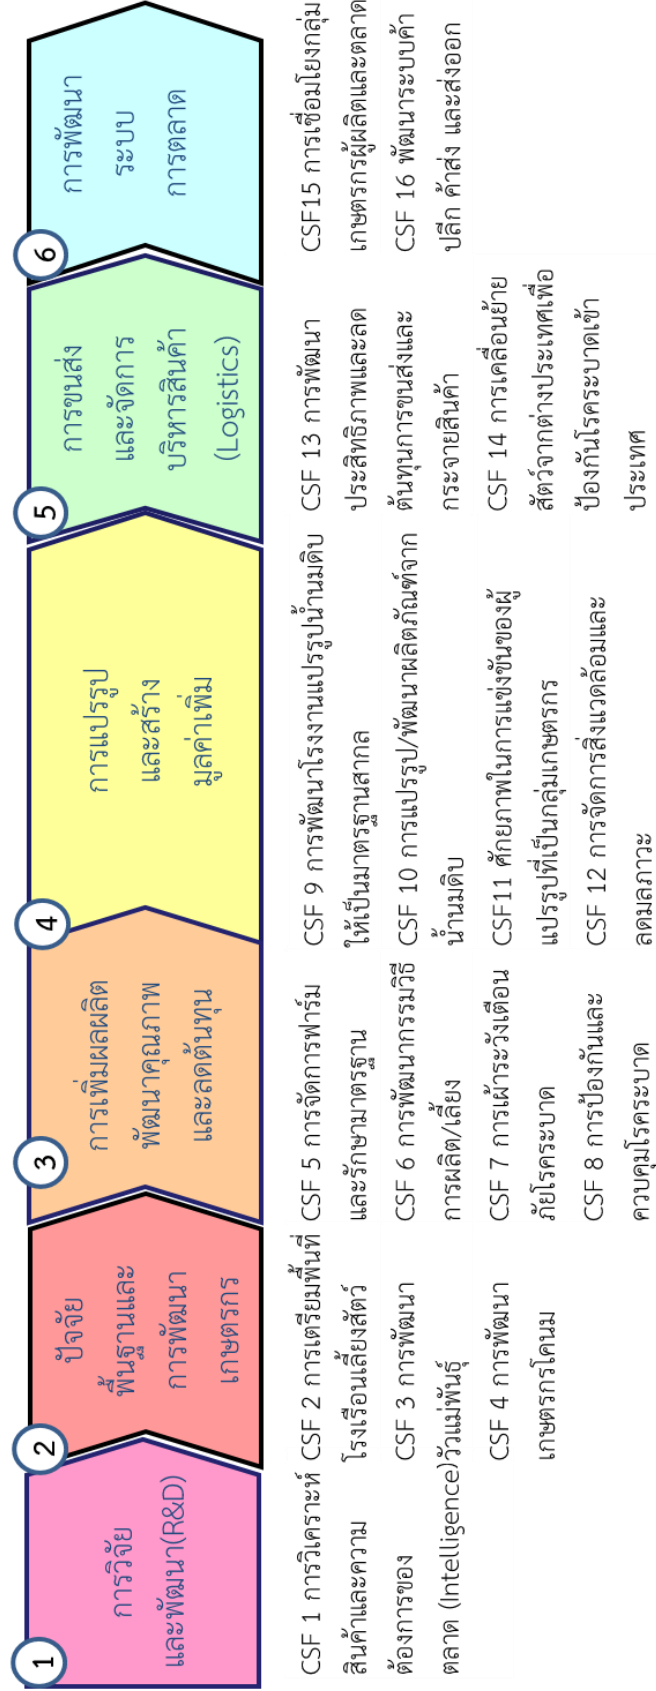 1
การวิจัย
และพัฒนา(R&D)
2
ปัจจัย
พื้นฐานและ
การพัฒนา
เกษตรกร
3
การเพิ่มผลผลิต
พัฒนาคุณภาพ
และลดต้นทุน
4
การแปรรูป
และสร้าง
มูลค่าเพิ่ม
5
การขนส่ง
และจัดการ
บริหารสินค้า
(Logistics)
6
การพัฒนา
ระบบ
การตลาด
CSF 1 การวิเคราะห์
สินค้าและความ
ต้องการของ
ตลาด (Intelligence)
CSF 2 การเตรียมพื้นที่
โรงเรือนเลี้ยงสัตว์
CSF 3 การพัฒนา
วัวแม่พันธุ์
CSF 4 การพัฒนา
เกษตรกรโคนม
CSF 5 การจัดการฟาร์ม
และรักษามาตรฐาน
CSF 6 การพัฒนากรรมวิธี
การผลิต/เลี้ยง
CSF 7 การเฝ้าระวังเตือน
ภัยโรคระบาด
CSF 8 การป้องกันและ
ควบคุมโรคระบาด
CSF 9 การพัฒนาโรงงานแปรรูปน้ำนมดิบ
ให้เป็นมาตรฐานสากล
CSF 10 การแปรรูป/พัฒนาผลิตภัณฑ์จาก
น้ำนมดิบ
CSF11 ศักยภาพในการแข่งขันของผู้
แปรรูปที่เป็นกลุ่มเกษตรกร
CSF 12 การจัดการสิ่งแวดล้อมและ
ลดมลภาวะ
CSF 13 การพัฒนา
ประสิทธิภาพและลด
ต้นทุนการขนส่งและ
กระจายสินค้า
CSF 14 การเคลื่อนย้าย
สัตว์จากต่างประเทศเพื่อ
ป้องกันโรคระบาดเข้า
ประเทศ
CSF15 การเชื่อมโยงกลุ่ม
เกษตรกรผู้ผลิตและตลาด
CSF 16 พัฒนาระบบค้า
ปลีก ค้าส่ง และส่งออก